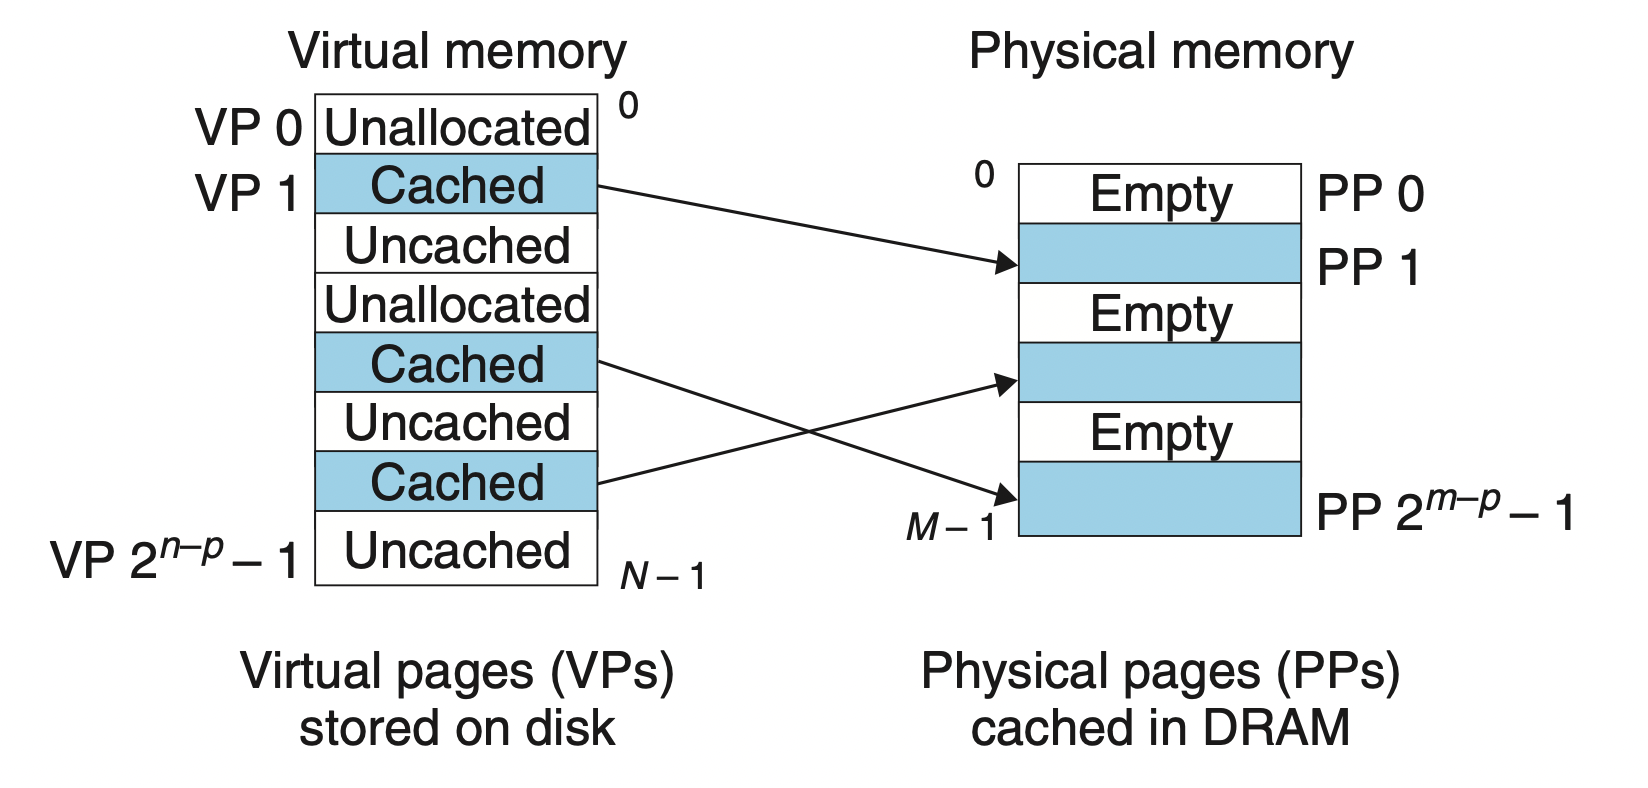 Virtual memory
0
VP 0 Unallocated
VP 1 Cached
Uncached
Unallocated
Cached
Uncached
Cached
VP 2^{n–p} – 1 Uncached
N – 1
Virtual pages (VPs)
stored on disk
Physical memory
0
Empty PP 0
PP 1
Empty
Empty
M – 1
PP 2^{m–p} – 1
Physical pages (PPs)
cached in DRAM